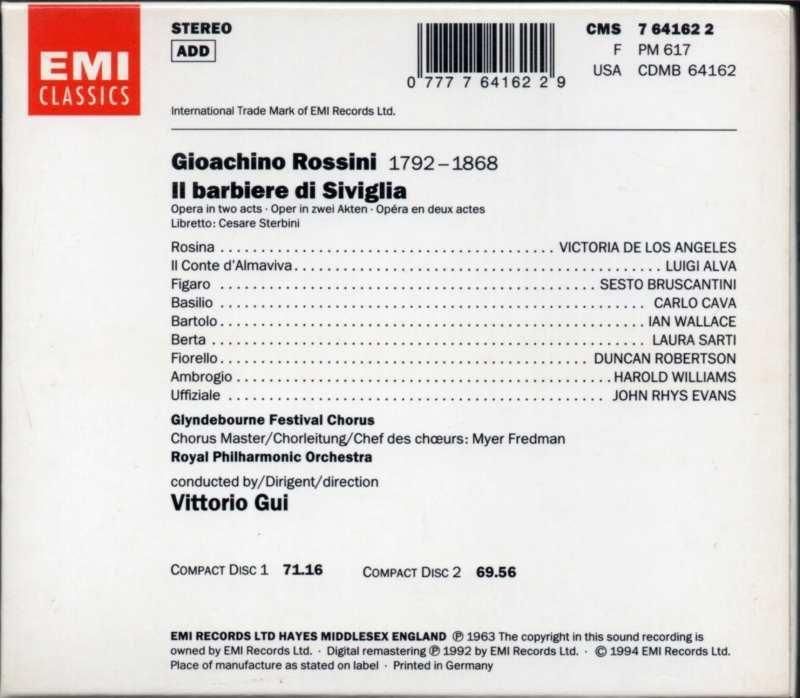 EMI
CLASSICS
STEREO
ADD
International Trade Mark of EMI Records Ltd.
0 777 7 64162 2 9
CMS 7 64162 2
F PM 617
USA CDMB 64162
Gioachino Rossini 1792–1868
Il barbiere di Siviglia
Opera in two acts · Oper in zwei Akten · Opéra en deux actes
Libretto: Cesare Sterbini
Rosina ........................................ VICTORIA DE LOS ANGELES
Il Conte d'Almaviva ........................................ LUIGI ALVA
Figaro ........................................ SESTO BRUSCANTINI
Basilio ........................................ CARLO CAVA
Bartolo ........................................ IAN WALLACE
Berta ........................................ LAURA SARTI
Fiorello ........................................ DUNCAN ROBERTSON
Ambrogio ........................................ HAROLD WILLIAMS
Uffiziale ........................................ JOHN RHYS EVANS
Glyndebourne Festival Chorus
Chorus Master/Chorleitung/Chef des chœurs: Myer Fredman
Royal Philharmonic Orchestra
conducted by/Dirigent/direction
Vittorio Gui
COMPACT DISC 1 71.16 COMPACT DISC 2 69.56
EMI RECORDS LTD HAYES MIDDLESEX ENGLAND ℗ 1963 The copyright in this sound recording is
owned by EMI Records Ltd. · Digital remastering ℗ 1992 by EMI Records Ltd. · © 1994 EMI Records Ltd.
Place of manufacture as stated on label · Printed in Germany